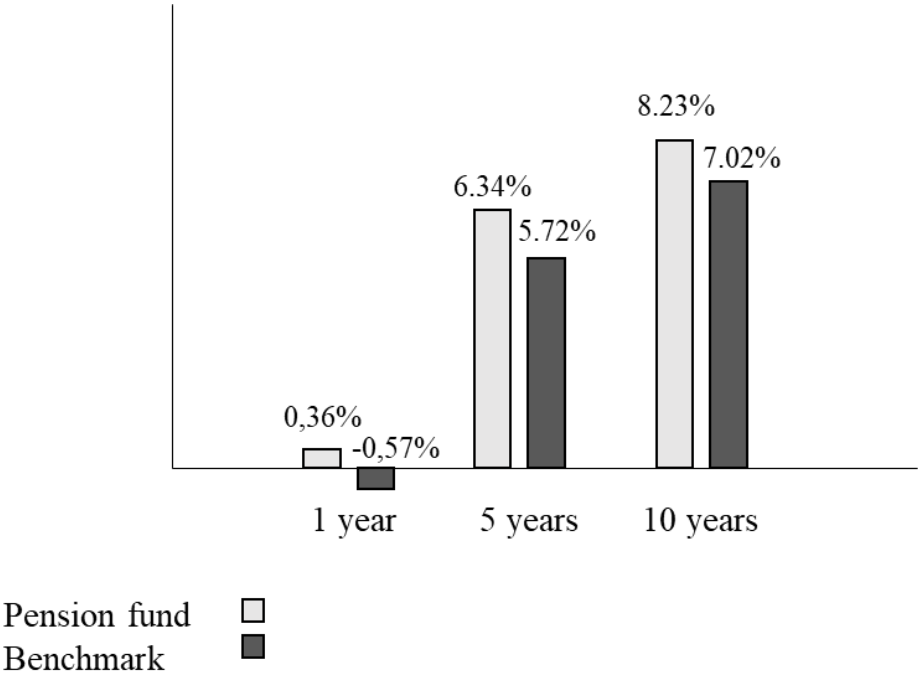 8.23%
7.02%
6.34%
5.72%
0,36%
-0,57%
1 year 5 years 10 years
Pension fund
Benchmark